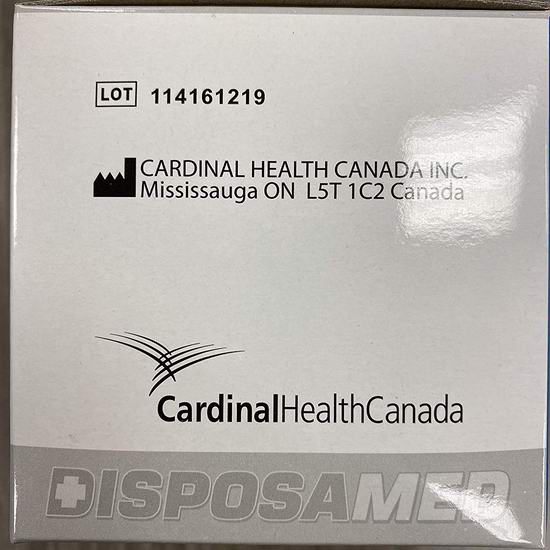 LOT 114161219
CARDINAL HEALTH CANADA INC.
Mississauga ON L5T 1C2 Canada
CardinalHealthCanada
DISPOSAMED